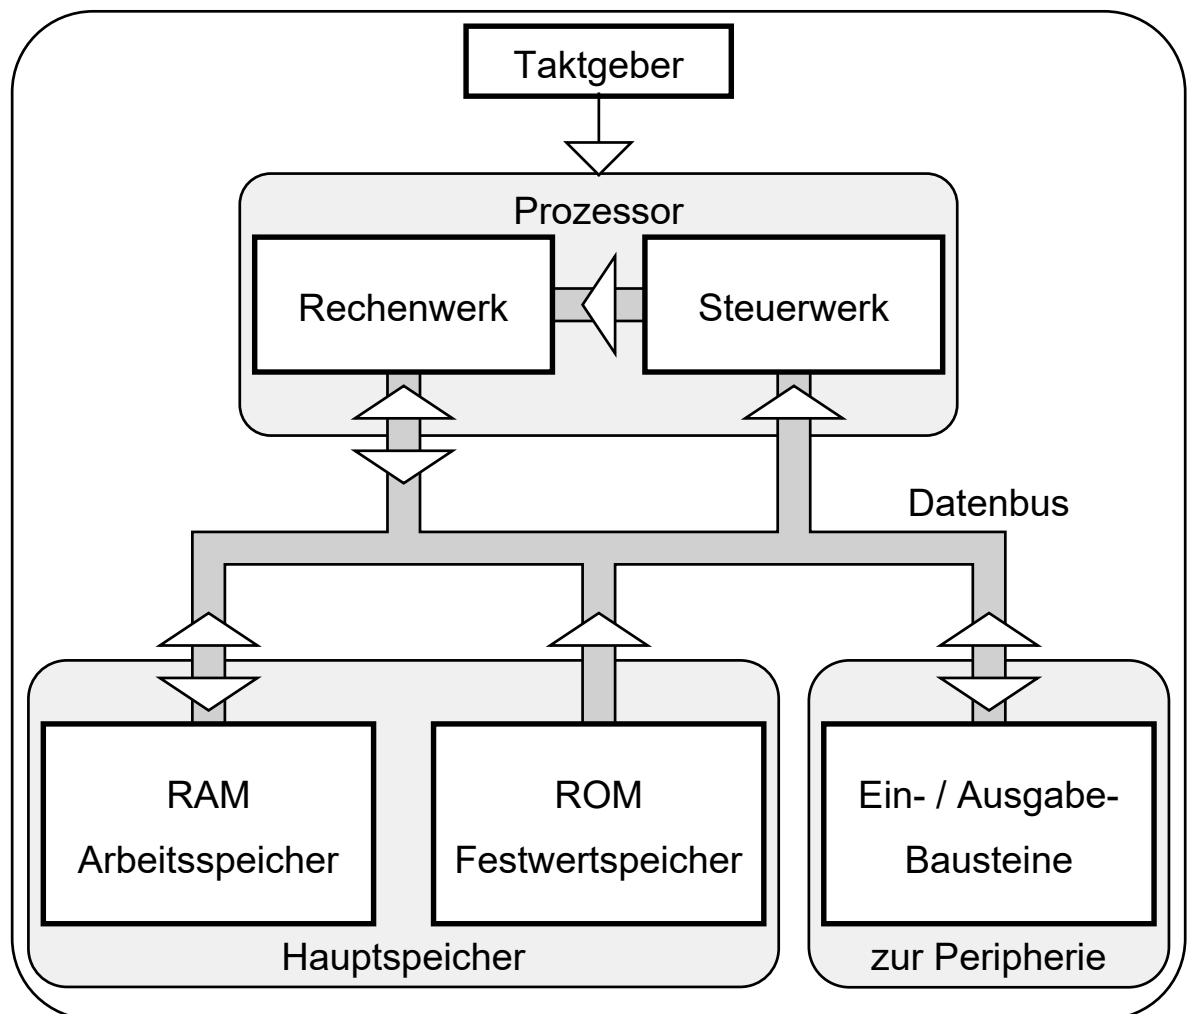 Taktgeber
Prozessor
Rechenwerk
Steuerwerk
Datenbus
RAM
Arbeitsspeicher
ROM
Festwertspeicher
Ein- / Ausgabe-
Bausteine
Hauptspeicher
zur Peripherie